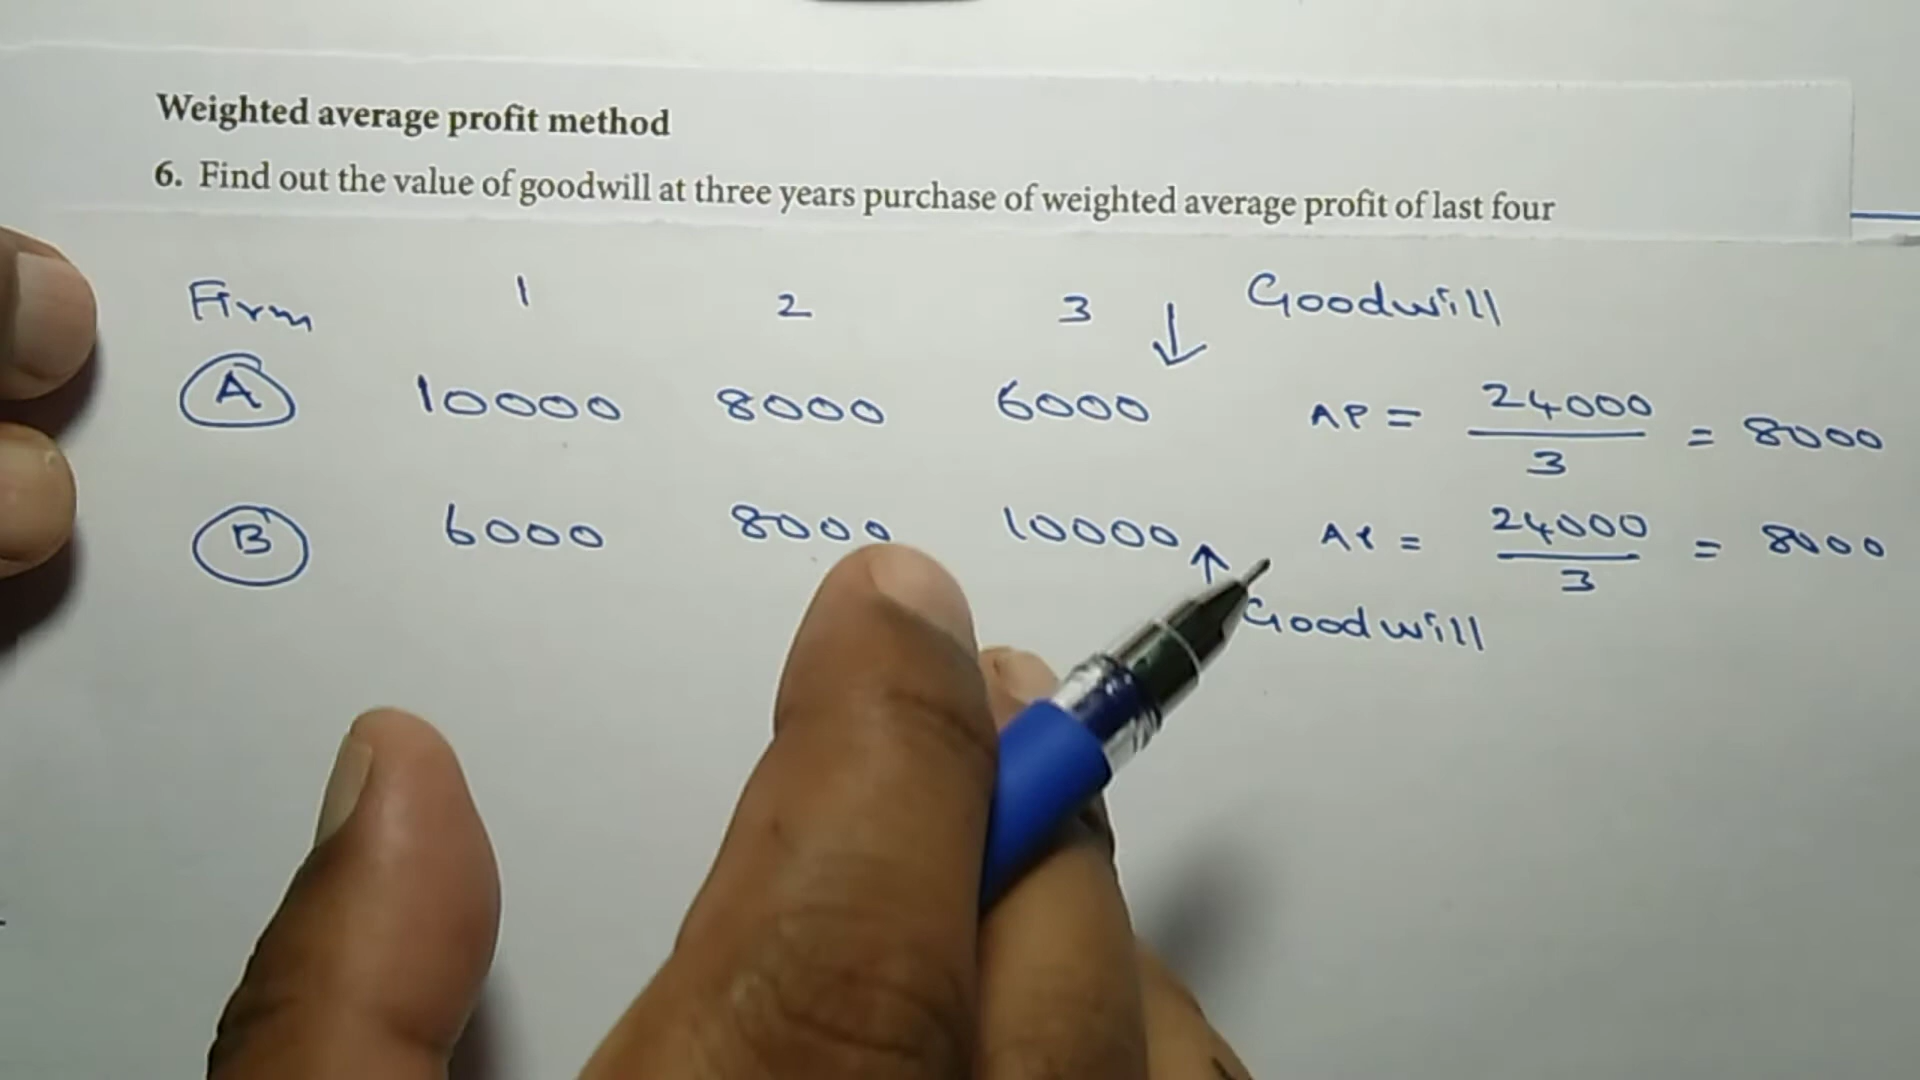 Weighted average profit method
6. Find out the value of goodwill at three years purchase of weighted average profit of last four
Firm 1 2 3 ↓ Goodwill
A 10000 8000 6000 AP = 24000/3 = 8000
B 6000 8000 10000 ↑ AP = 24000/3 = 8000
Goodwill